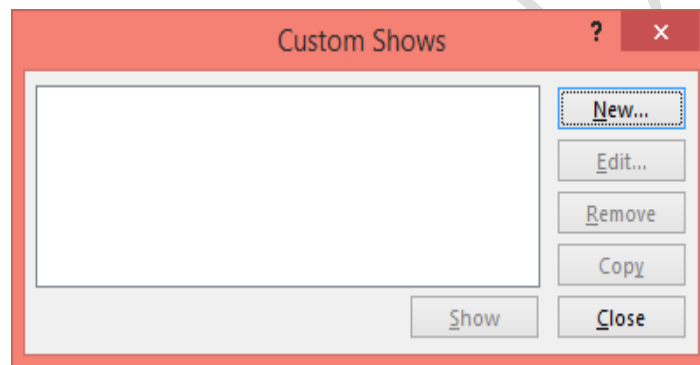 Custom Shows ? ×
New...
Edit...
Remove
Copy
Show Close